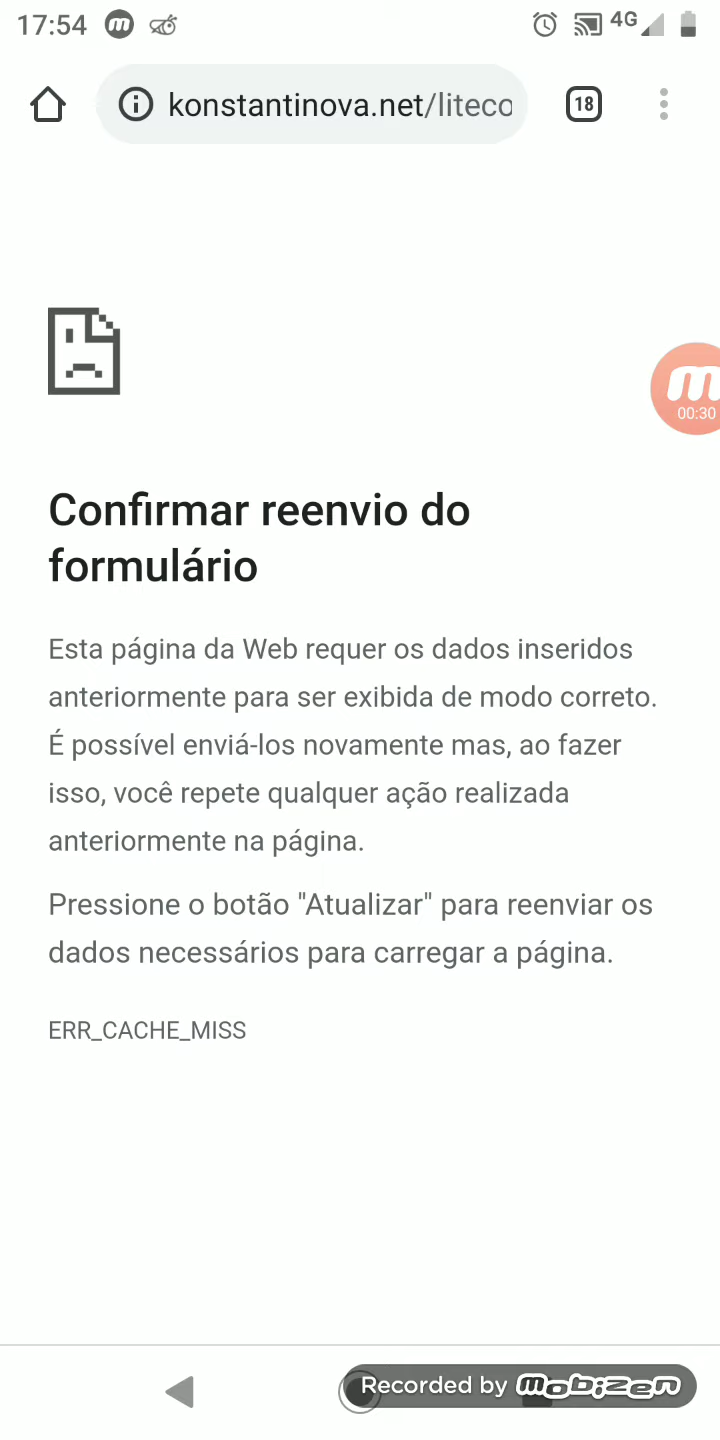 17:54 m 4G
konstantinova.net/liteco 18
m
00:30
Confirmar reenvio do
formulário
Esta página da Web requer os dados inseridos
anteriormente para ser exibida de modo correto.
É possível enviá-los novamente mas, ao fazer
isso, você repete qualquer ação realizada
anteriormente na página.
Pressione o botão "Atualizar" para reenviar os
dados necessários para carregar a página.
ERR_CACHE_MISS
Recorded by mobizen